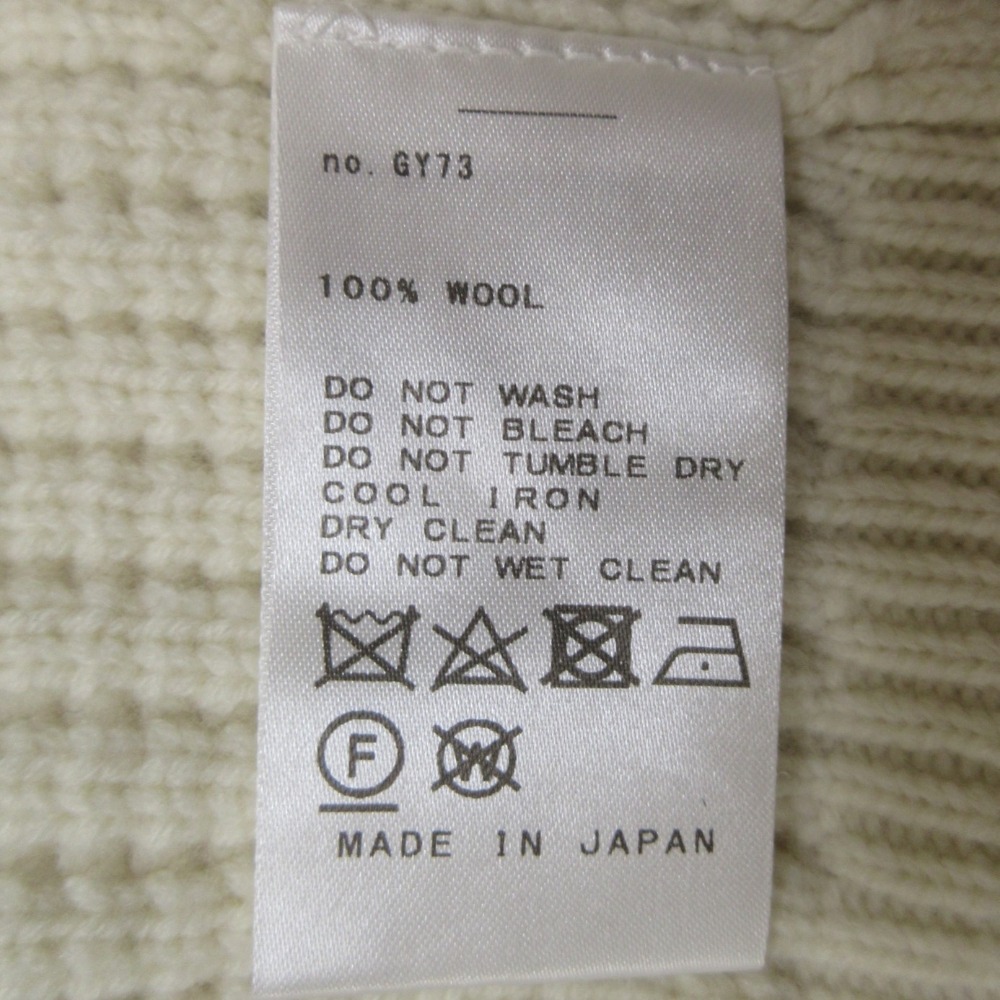 no. GY73
100% WOOL
DO NOT WASH
DO NOT BLEACH
DO NOT TUMBLE DRY
COOL IRON
DRY CLEAN
DO NOT WET CLEAN
F W
MADE IN JAPAN